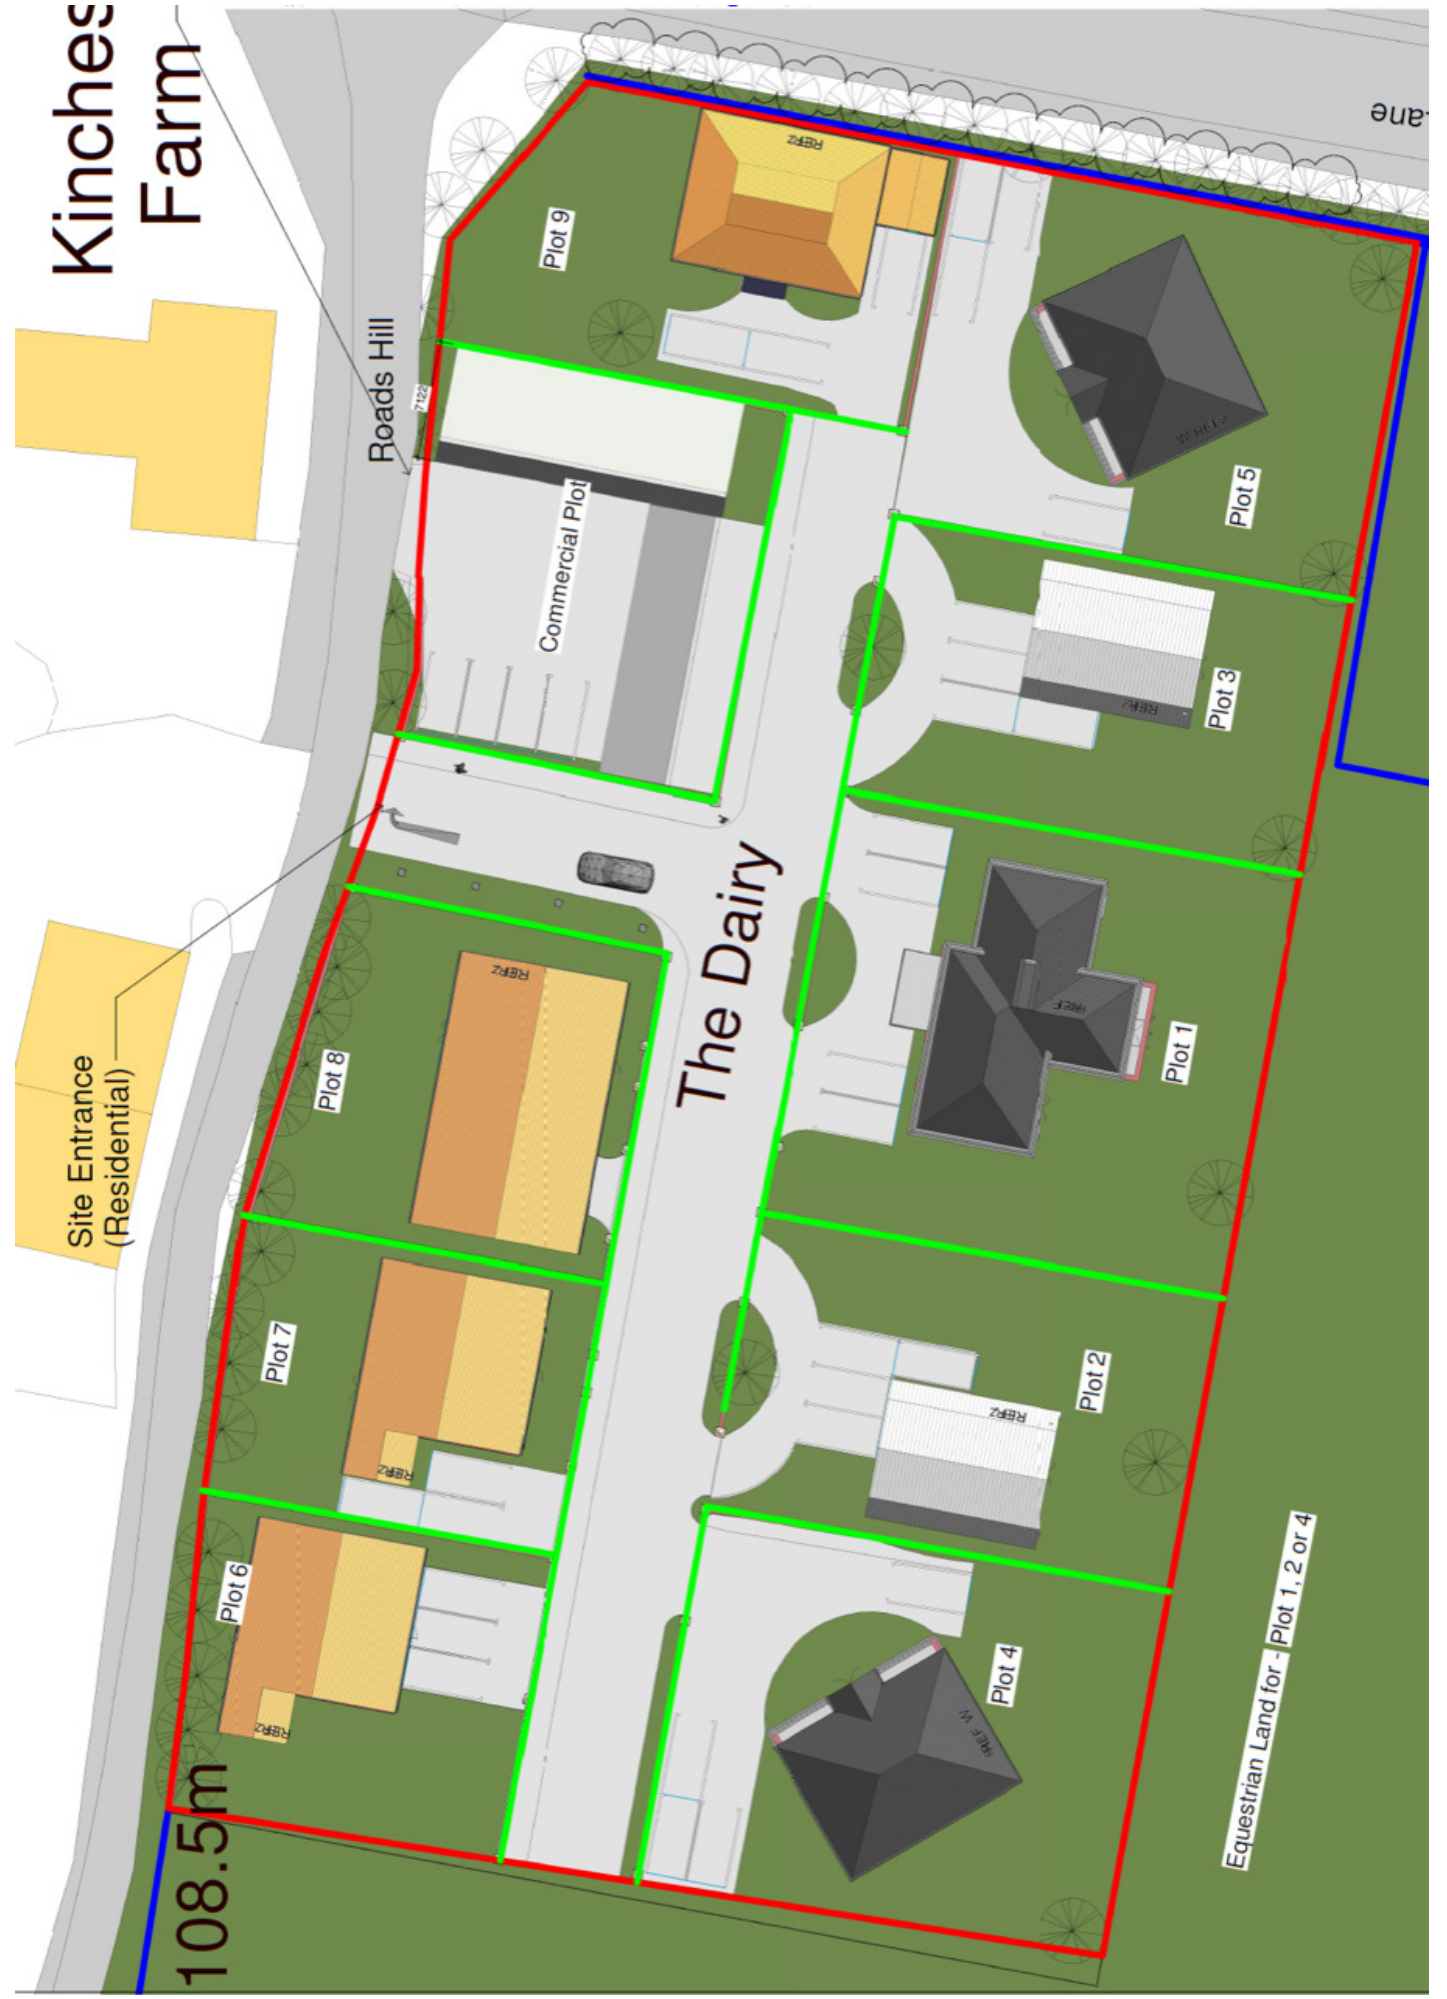 Kinches
Farm
Lane
Plot 9
Roads Hill
7122
Commercial Plot
Plot 5
Plot 3
Site Entrance
(Residential)
Plot 8
The Dairy
Plot 1
Plot 7
Plot 2
Plot 6
Plot 4
108.5m
Equestrian Land for - Plot 1, 2 or 4